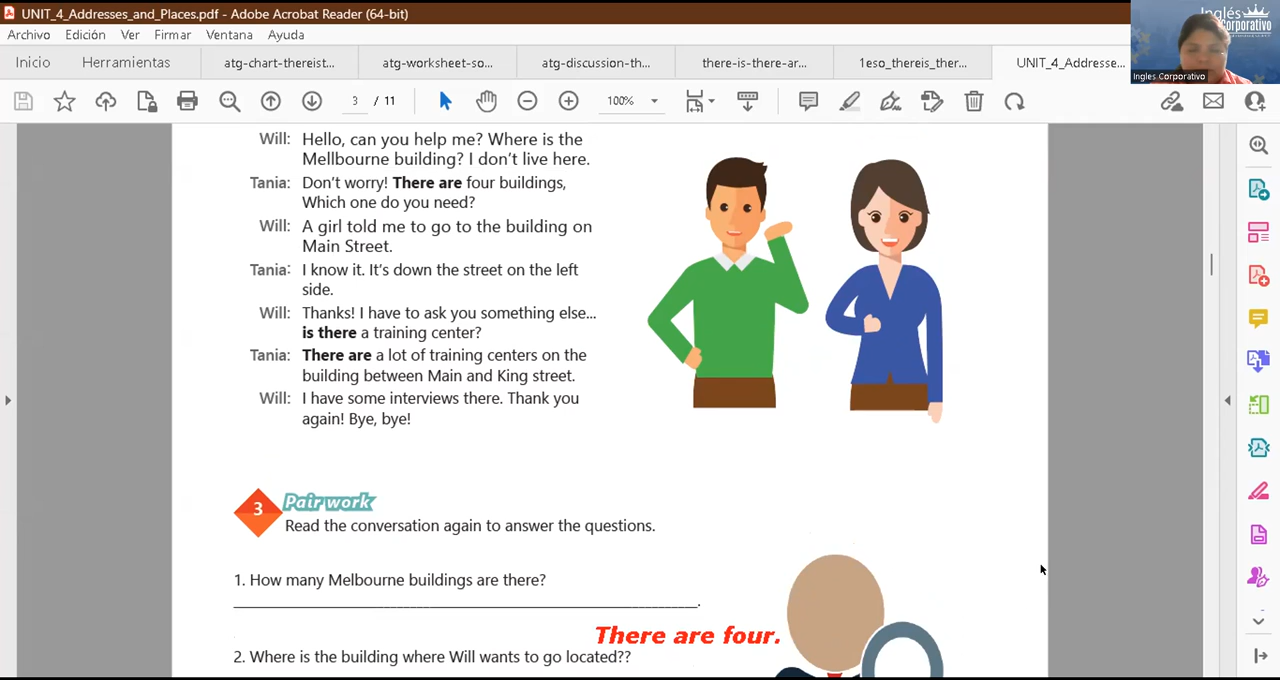 UNIT_4_Addresses_and_Places.pdf - Adobe Acrobat Reader (64-bit)
Archivo Edición Ver Firmar Ventana Ayuda
Inicio Herramientas atg-chart-thereist... atg-worksheet-so... atg-discussion-th... there-is-there-ar... 1eso_thereis_ther... UNIT_4_Addresse...
Inglés
Corporativo
Ingles Corporativo
3 / 11 100%
Will: Hello, can you help me? Where is the
Mellbourne building? I don't live here.
Tania: Don't worry! There are four buildings,
Which one do you need?
Will: A girl told me to go to the building on
Main Street.
Tania: I know it. It's down the street on the left
side.
Will: Thanks! I have to ask you something else...
is there a training center?
Tania: There are a lot of training centers on the
building between Main and King street.
Will: I have some interviews there. Thank you
again! Bye, bye!
3 Pair work
Read the conversation again to answer the questions.
1. How many Melbourne buildings are there?
There are four.
2. Where is the building where Will wants to go located??